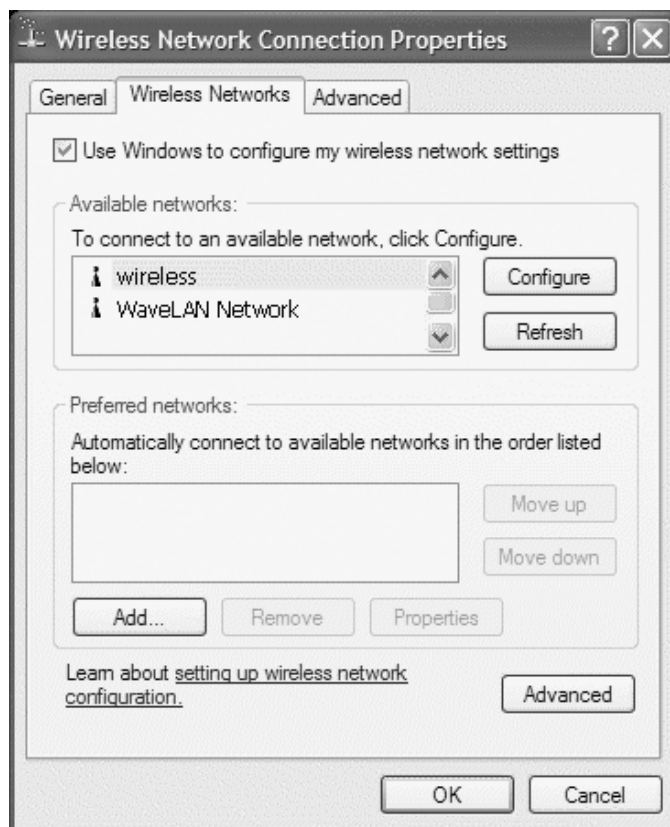 Wireless Network Connection Properties
General Wireless Networks Advanced
Use Windows to configure my wireless network settings
Available networks:
To connect to an available network, click Configure.
wireless
Configure
WaveLAN Network
Refresh
Preferred networks:
Automatically connect to available networks in the order listed
below:
Move up
Move down
Add... Remove Properties
Learn about setting up wireless network
configuration.
Advanced
OK Cancel